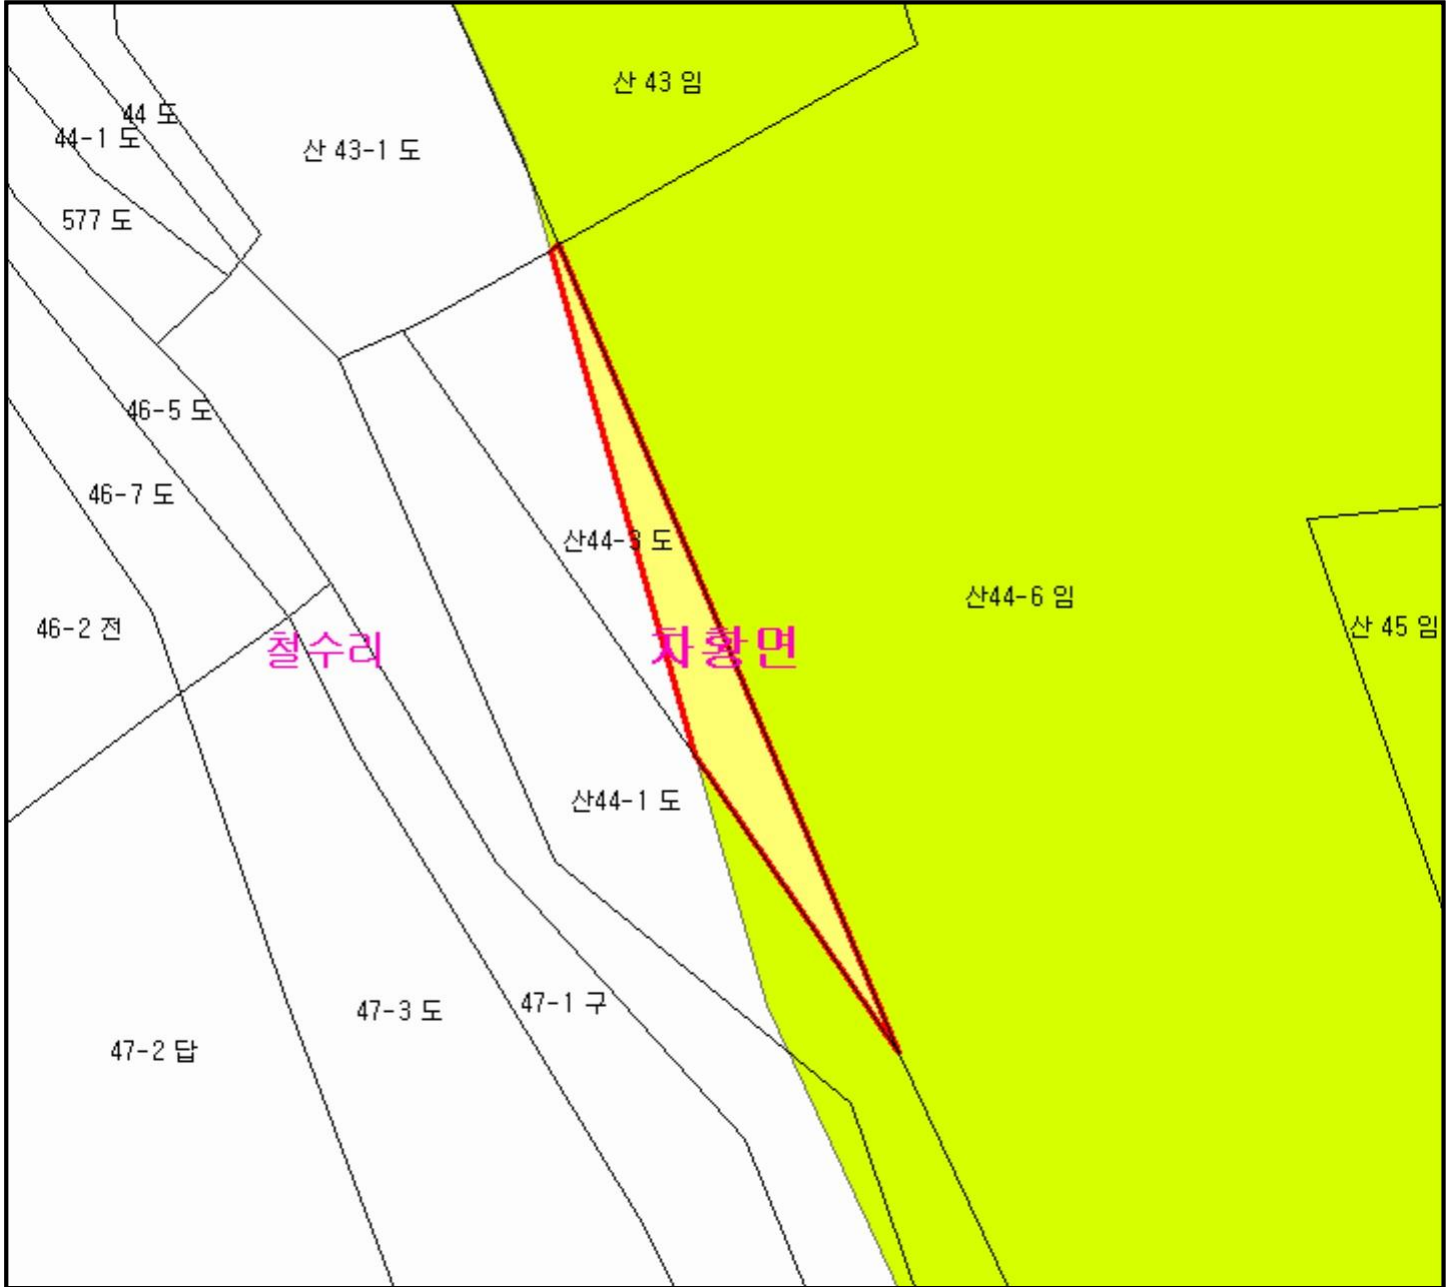 산 43 임
44 도
44-1 도
산 43-1 도
577 도
46-5 도
46-7 도
산44-3 도
산44-6 임
46-2 전
산 45 임
철수리
차황면
산44-1 도
47-1 구
47-3 도
47-2 답